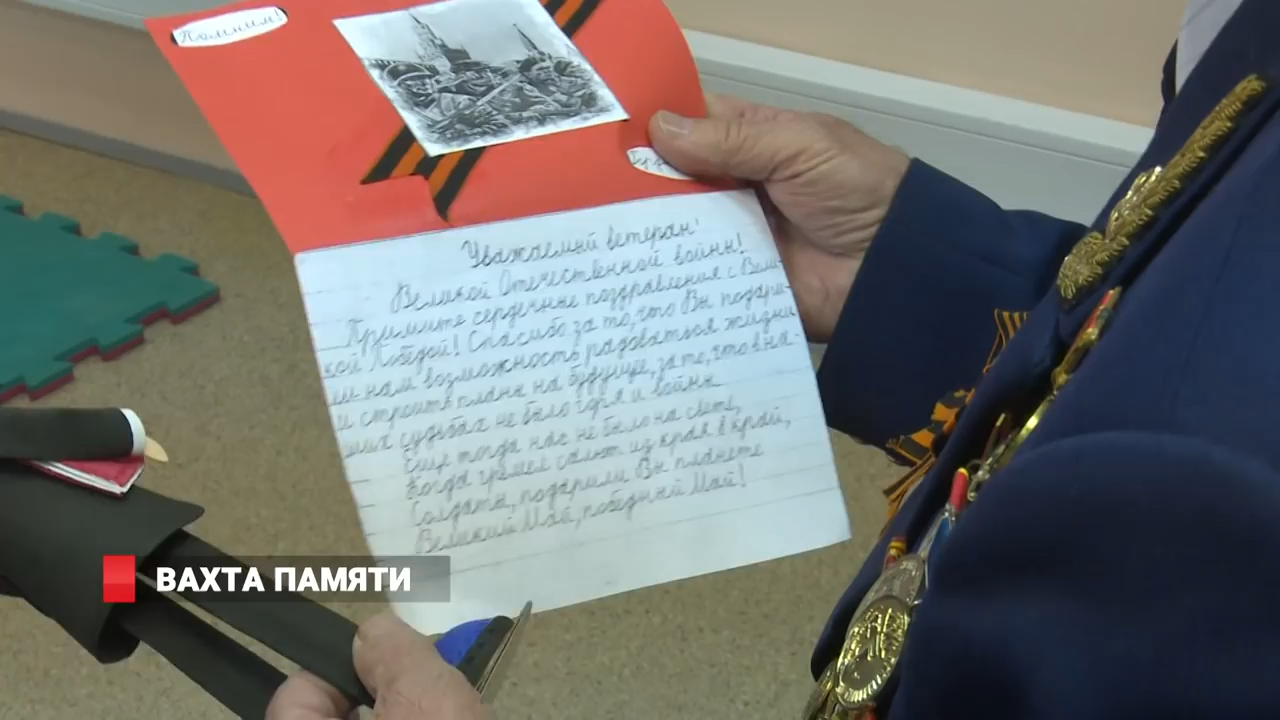 Помним!
Уважаемый ветеран
Великой Отечественной войны!
Примите сердечные поздравления с Вели-
кой Победой! Спасибо за то, что Вы подари-
ли нам возможность радоваться жизни
и строить планы на будущее, за то, что в на-
ших судьбах не было горя и войны.
Еще тогда нас не было на свете,
Когда гремел салют из края в край,
Солдаты, подарили Вы планете
Великий Май, победный Май!
ВАХТА ПАМЯТИ